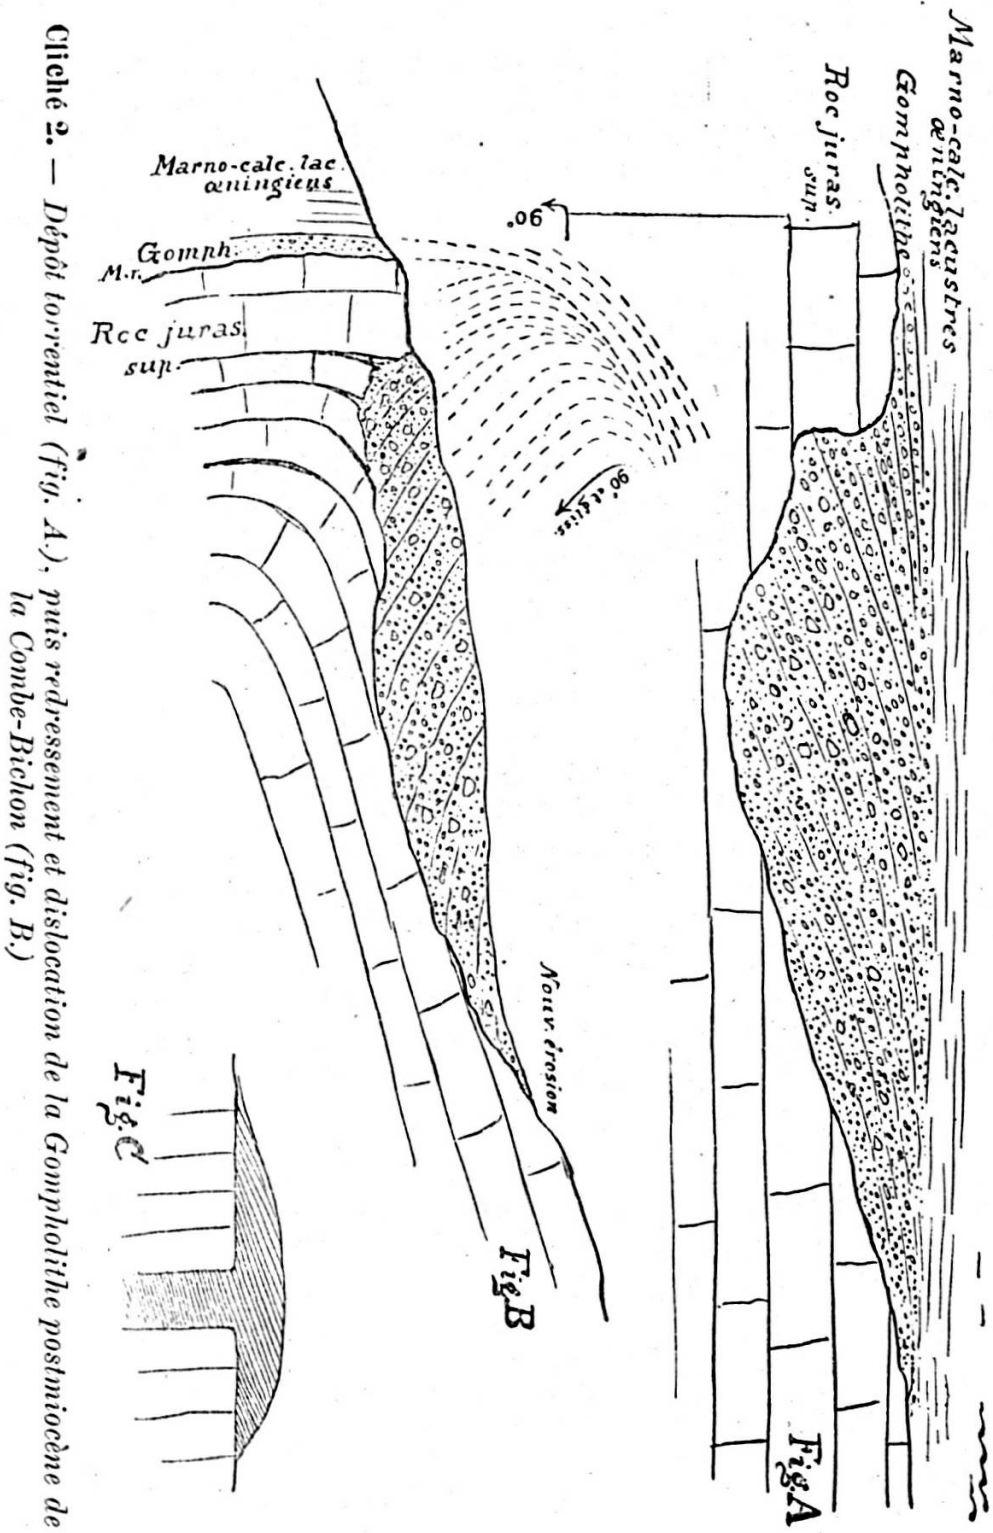 Marno-calc. lacustres
œningiens
Gompholithe
Roc juras.
sup.
Fig. A
90°
90° et gliss.
Nouv. érosion
Marno-calc. lac.
œningiens
Gomph.
M.r.
Roc juras.
sup.
Fig. B
Fig. C
Cliché 2. — Dépôt torrentiel (fig. A), puis redressement et dislocation de la Gompholithe postmiocène de
la Combe-Bichon (fig. B.)